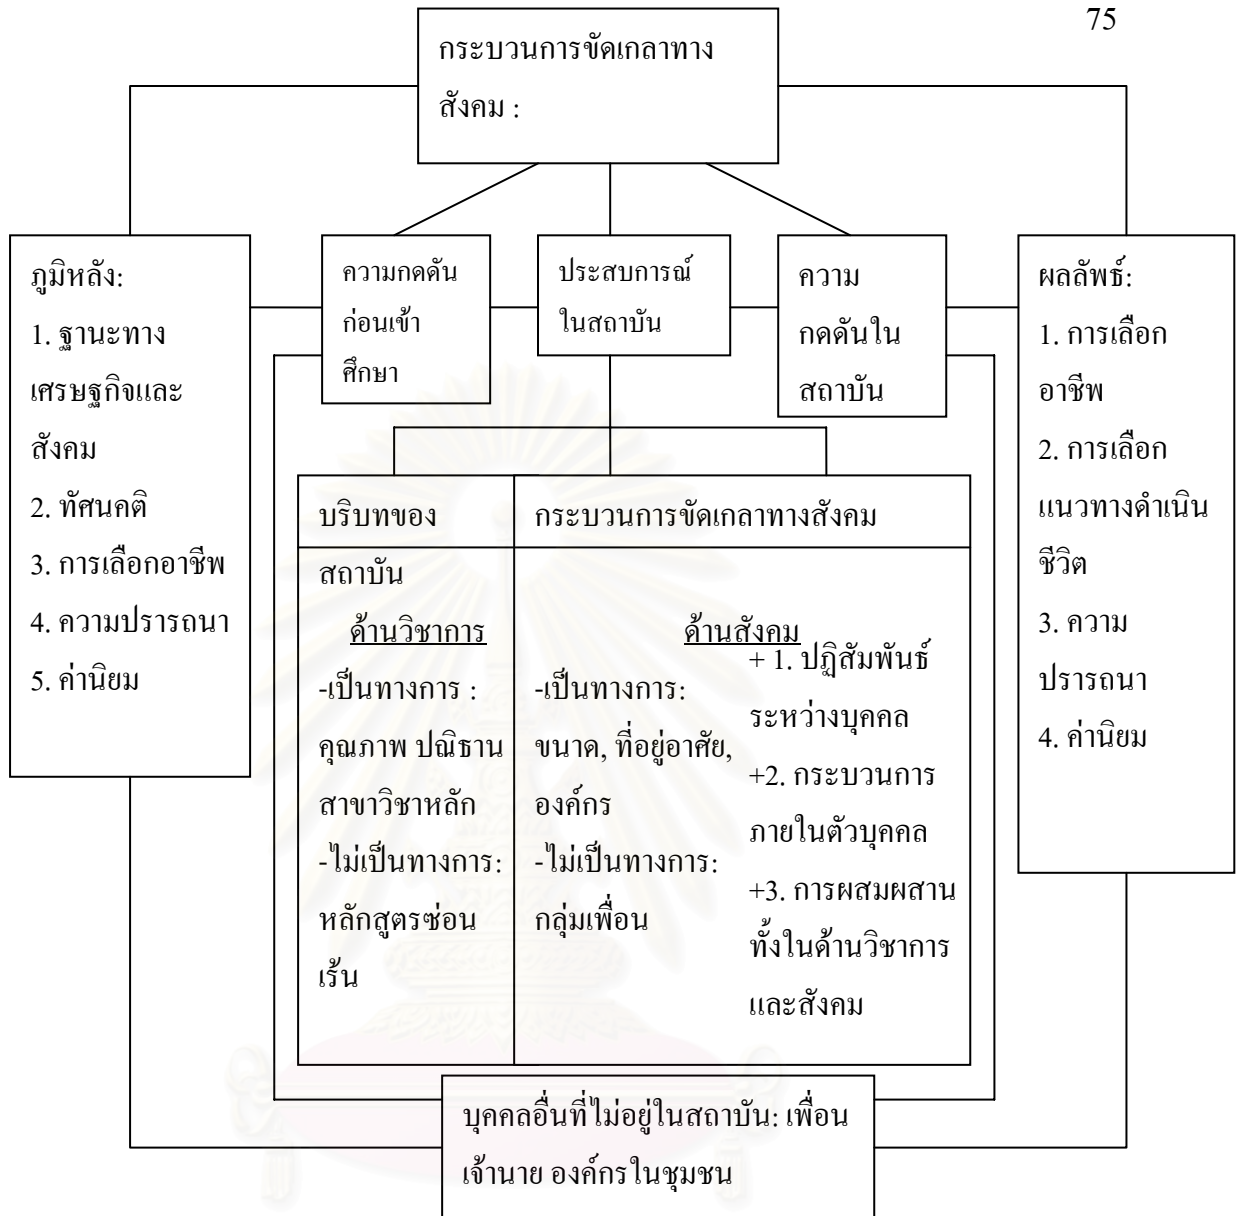 75
กระบวนการขัดเกลาทาง
สังคม :
ภูมิหลัง:
1. ฐานะทาง
เศรษฐกิจและ
สังคม
2. ทัศนคติ
3. การเลือกอาชีพ
4. ความปรารถนา
5. ค่านิยม
ความกดดัน
ก่อนเข้า
ศึกษา
ประสบการณ์
ในสถาบัน
ความ
กดดันใน
สถาบัน
ผลลัพธ์:
1. การเลือก
อาชีพ
2. การเลือก
แนวทางดำเนิน
ชีวิต
3. ความ
ปรารถนา
4. ค่านิยม
บริบทของ
สถาบัน
ด้านวิชาการ
-เป็นทางการ :
คุณภาพ ปณิธาน
สาขาวิชาหลัก
-ไม่เป็นทางการ:
หลักสูตรซ่อน
เร้น
กระบวนการขัดเกลาทางสังคม
ด้านสังคม
-เป็นทางการ:
ขนาด, ที่อยู่อาศัย,
องค์กร
-ไม่เป็นทางการ:
กลุ่มเพื่อน
+ 1. ปฏิสัมพันธ์
ระหว่างบุคคล
+2. กระบวนการ
ภายในตัวบุคคล
+3. การผสมผสาน
ทั้งในด้านวิชาการ
และสังคม
บุคคลอื่นที่ไม่อยู่ในสถาบัน: เพื่อน
เจ้านาย องค์กรในชุมชน